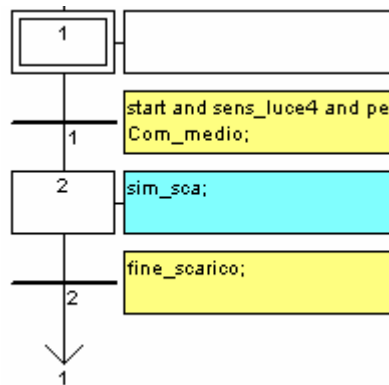 1
start and sens_luce4 and pe
Com_medio;
1
2
sim_sca;
fine_scarico;
2
1